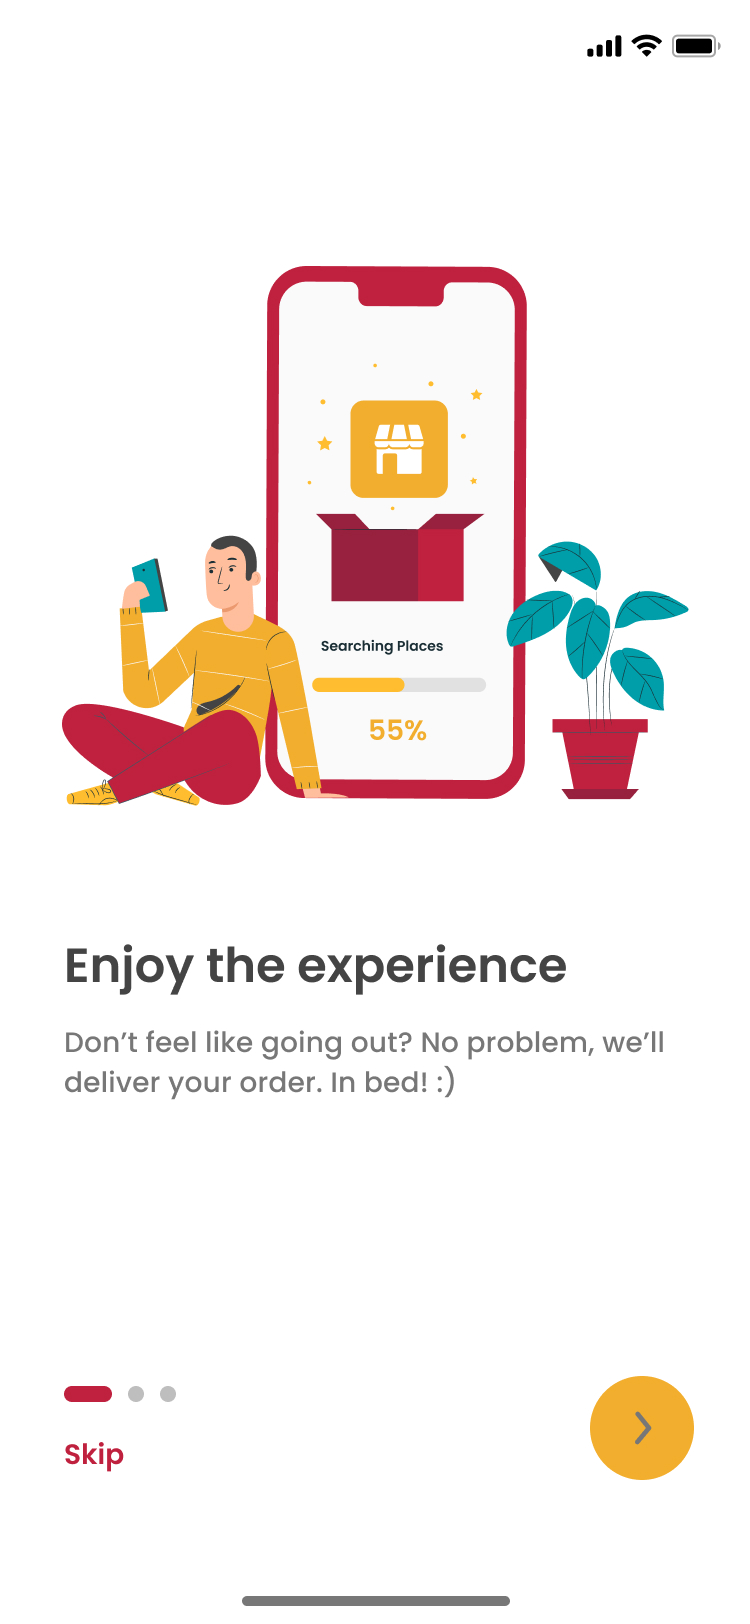 Searching Places
55%
Enjoy the experience
Don’t feel like going out? No problem, we’ll
deliver your order. In bed! :)
Skip